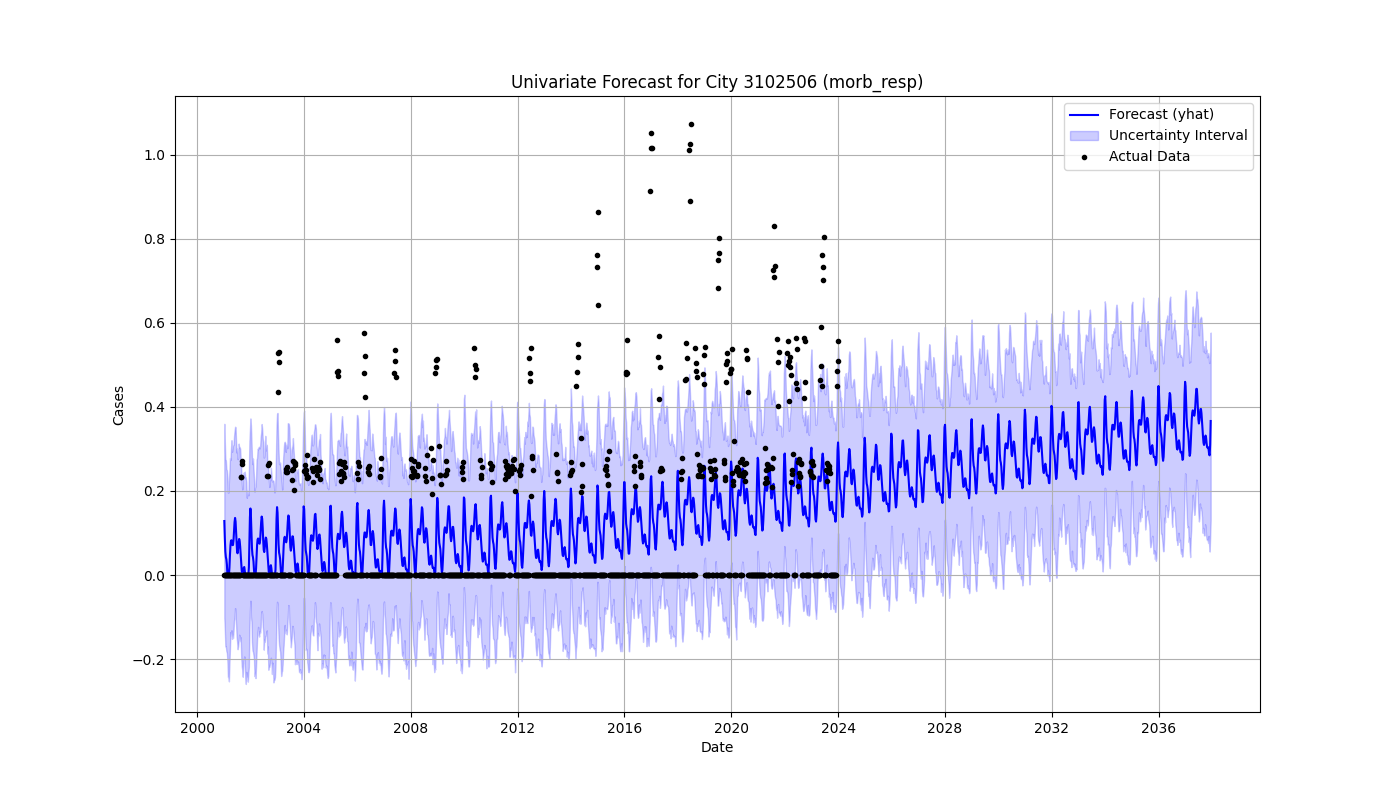 Univariate Forecast for City 3102506 (morb_resp)
Forecast (yhat)
Uncertainty Interval
Actual Data
1.0
0.8
0.6
0.4
0.2
0.0
−0.2
Cases
2000 2004 2008 2012 2016 2020 2024 2028 2032 2036
Date